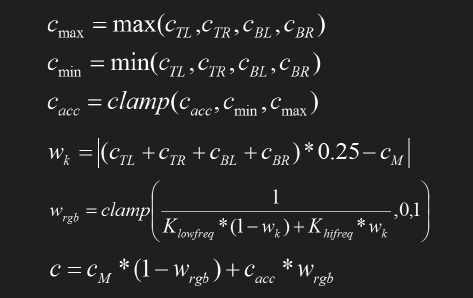 c_max = max(c_TL, c_TR, c_BL, c_BR)
c_min = min(c_TL, c_TR, c_BL, c_BR)
c_acc = clamp(c_acc, c_min, c_max)
w_k = |(c_TL + c_TR + c_BL + c_BR) * 0.25 − c_M|
w_rgb = clamp(1 / (K_lowfreq * (1 − w_k) + K_hifreq * w_k), 0, 1)
c = c_M * (1 − w_rgb) + c_acc * w_rgb